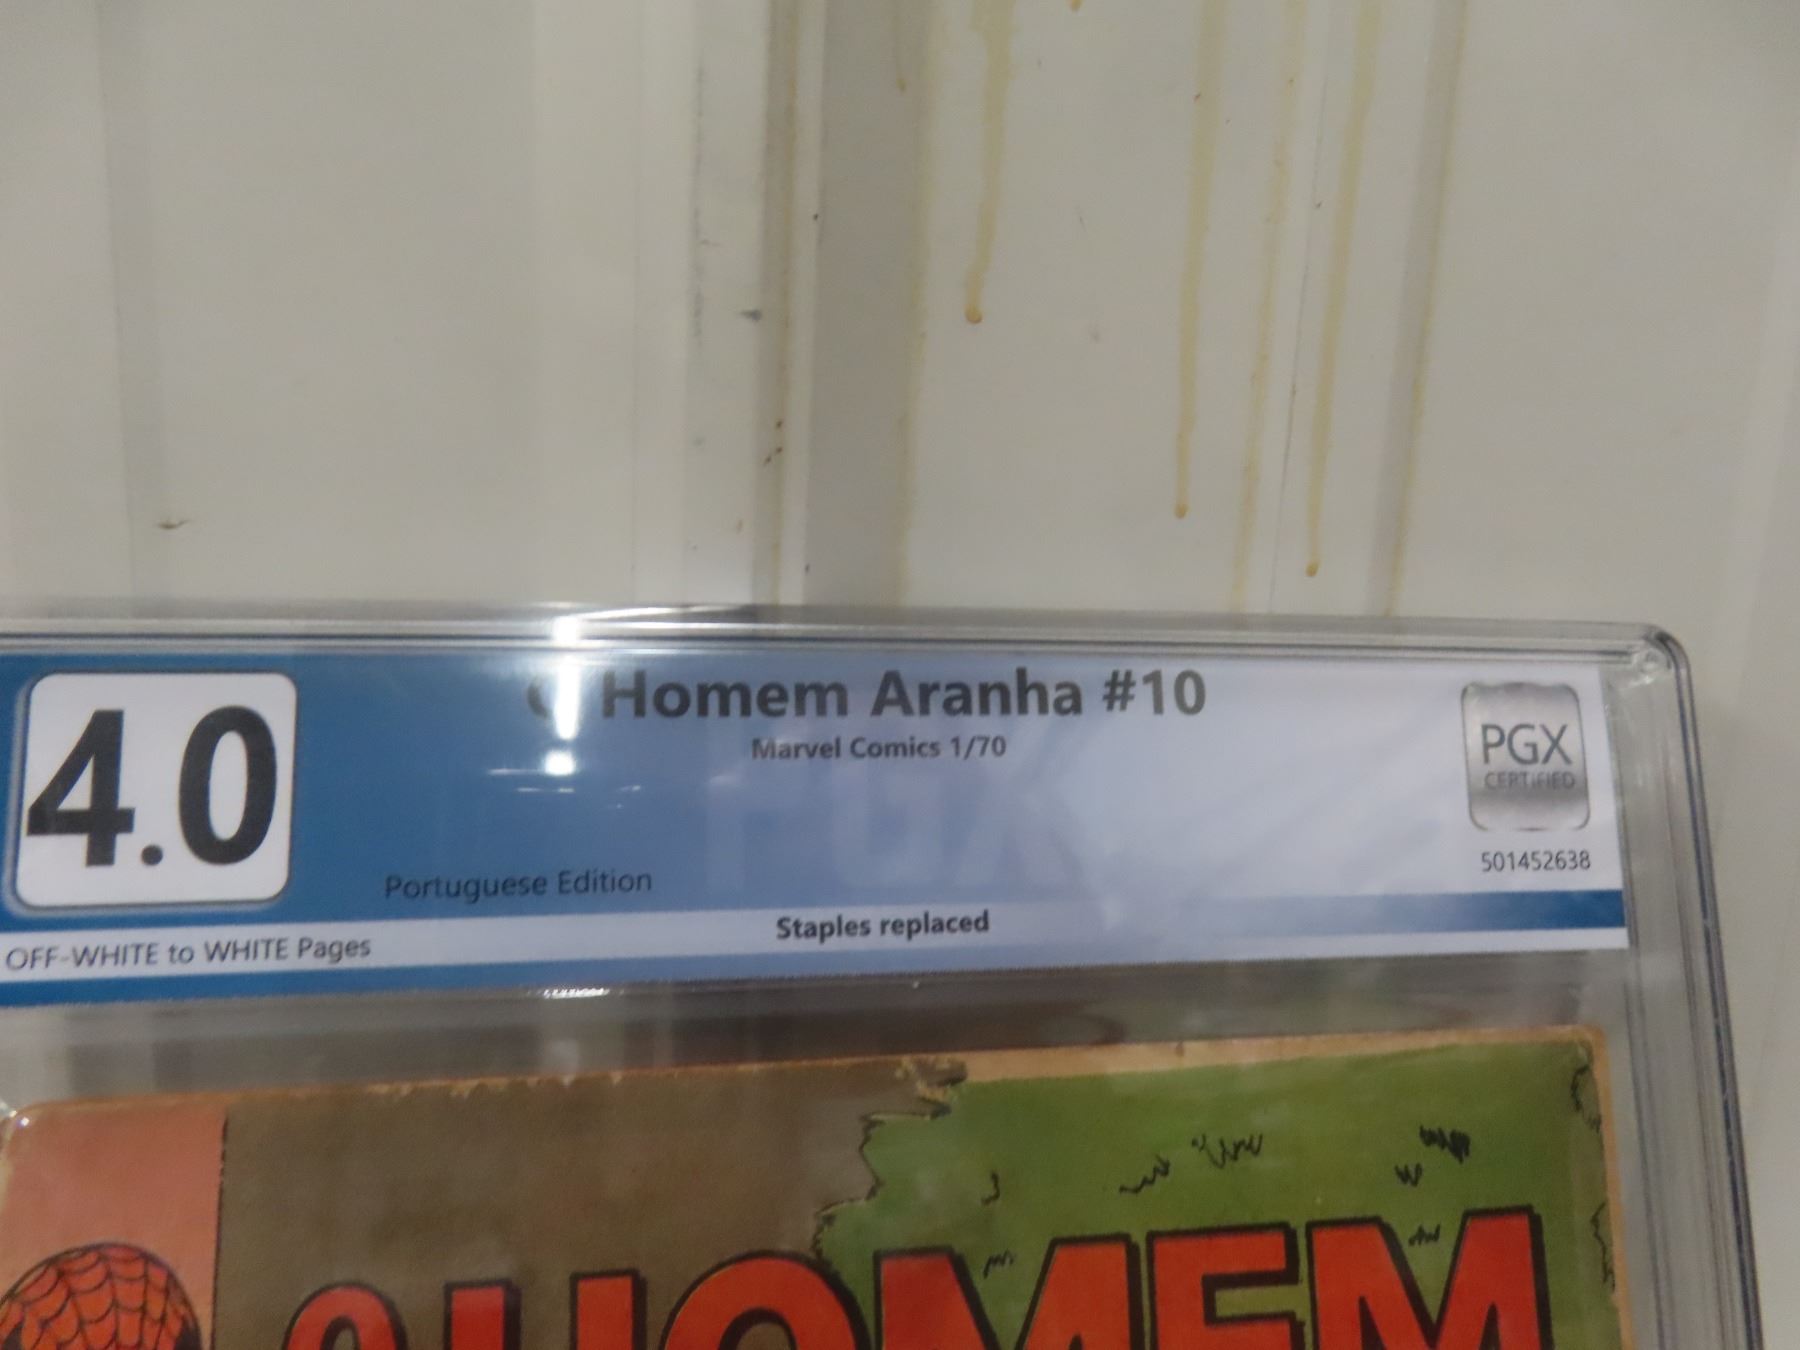 4.0
O Homem Aranha #10
Marvel Comics 1/70
PGX
CERTIFIED
501452638
Portuguese Edition
Staples replaced
OFF-WHITE to WHITE Pages
PGX
O HOMEM